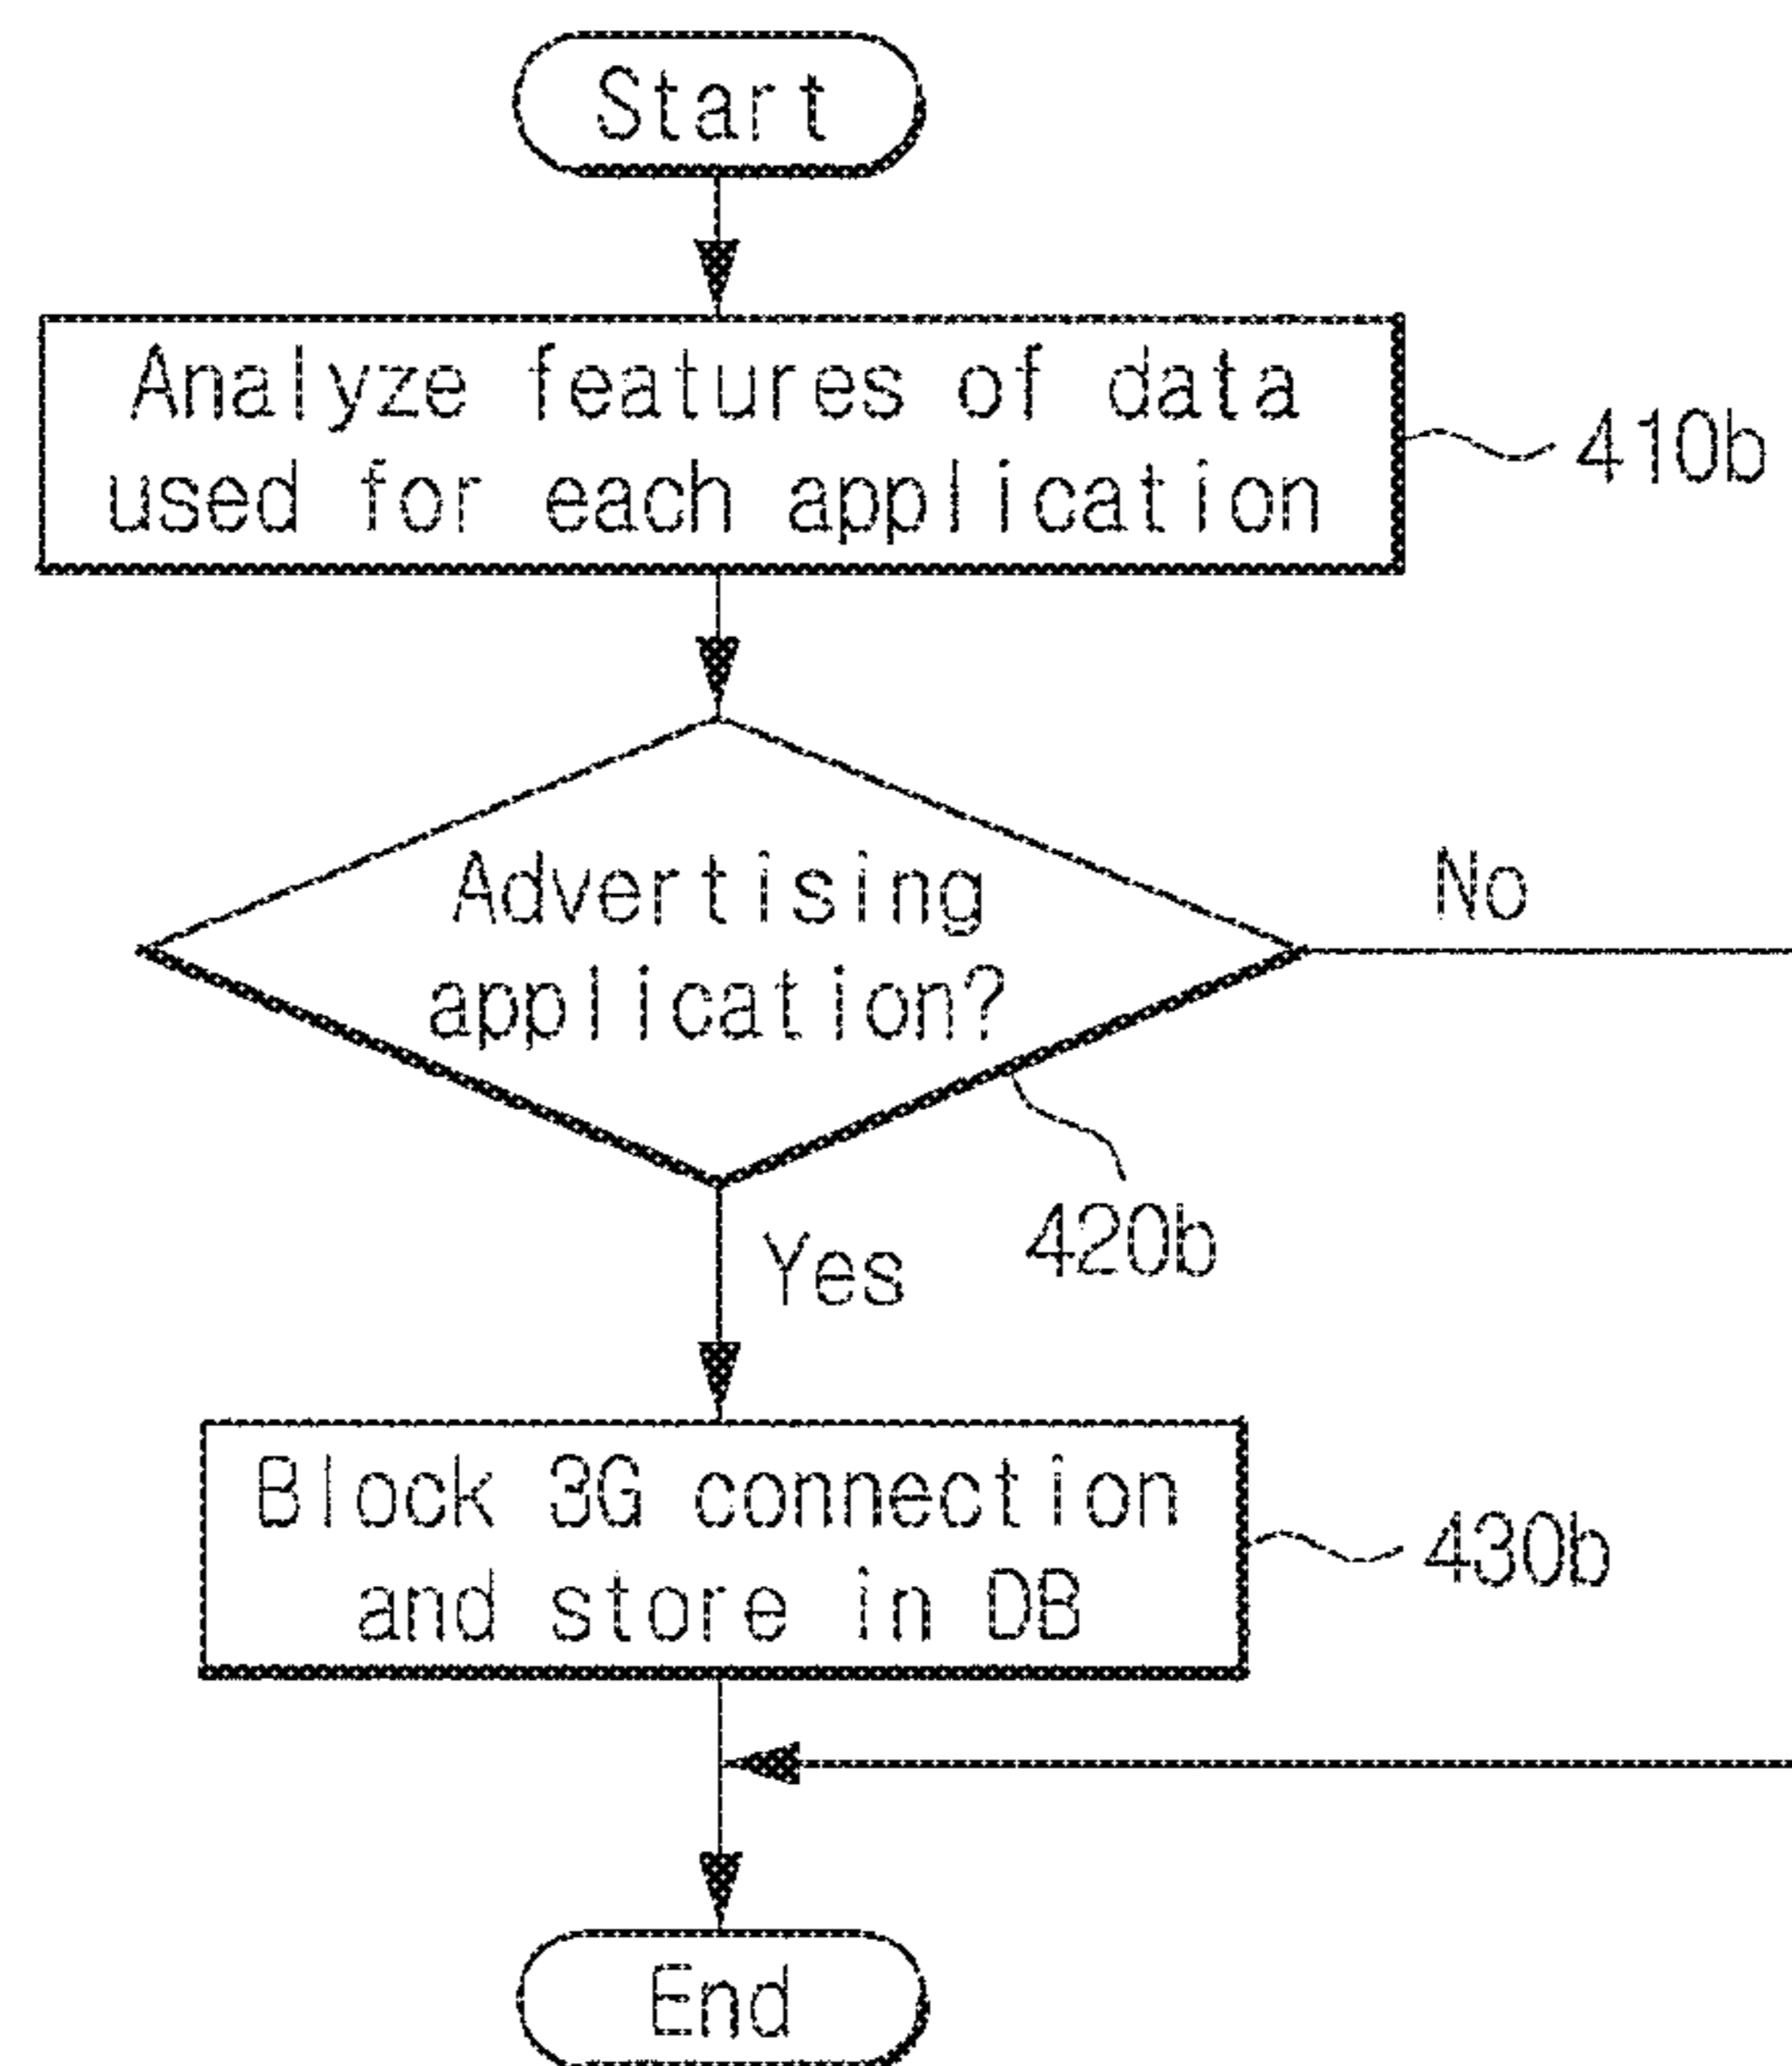 Start
Analyze features of data
used for each application
410b
Advertising
application?
No
420b
Yes
Block 3G connection
and store in DB
430b
End